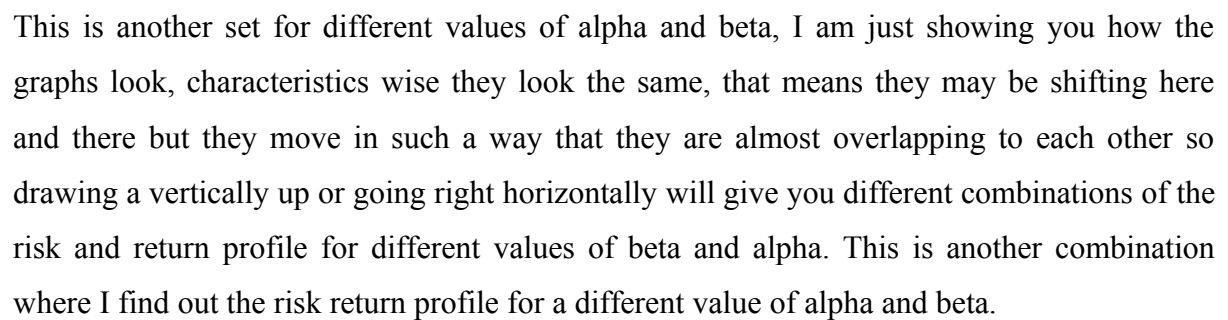 This is another set for different values of alpha and beta, I am just showing you how the
graphs look, characteristics wise they look the same, that means they may be shifting here
and there but they move in such a way that they are almost overlapping to each other so
drawing a vertically up or going right horizontally will give you different combinations of the
risk and return profile for different values of beta and alpha. This is another combination
where I find out the risk return profile for a different value of alpha and beta.